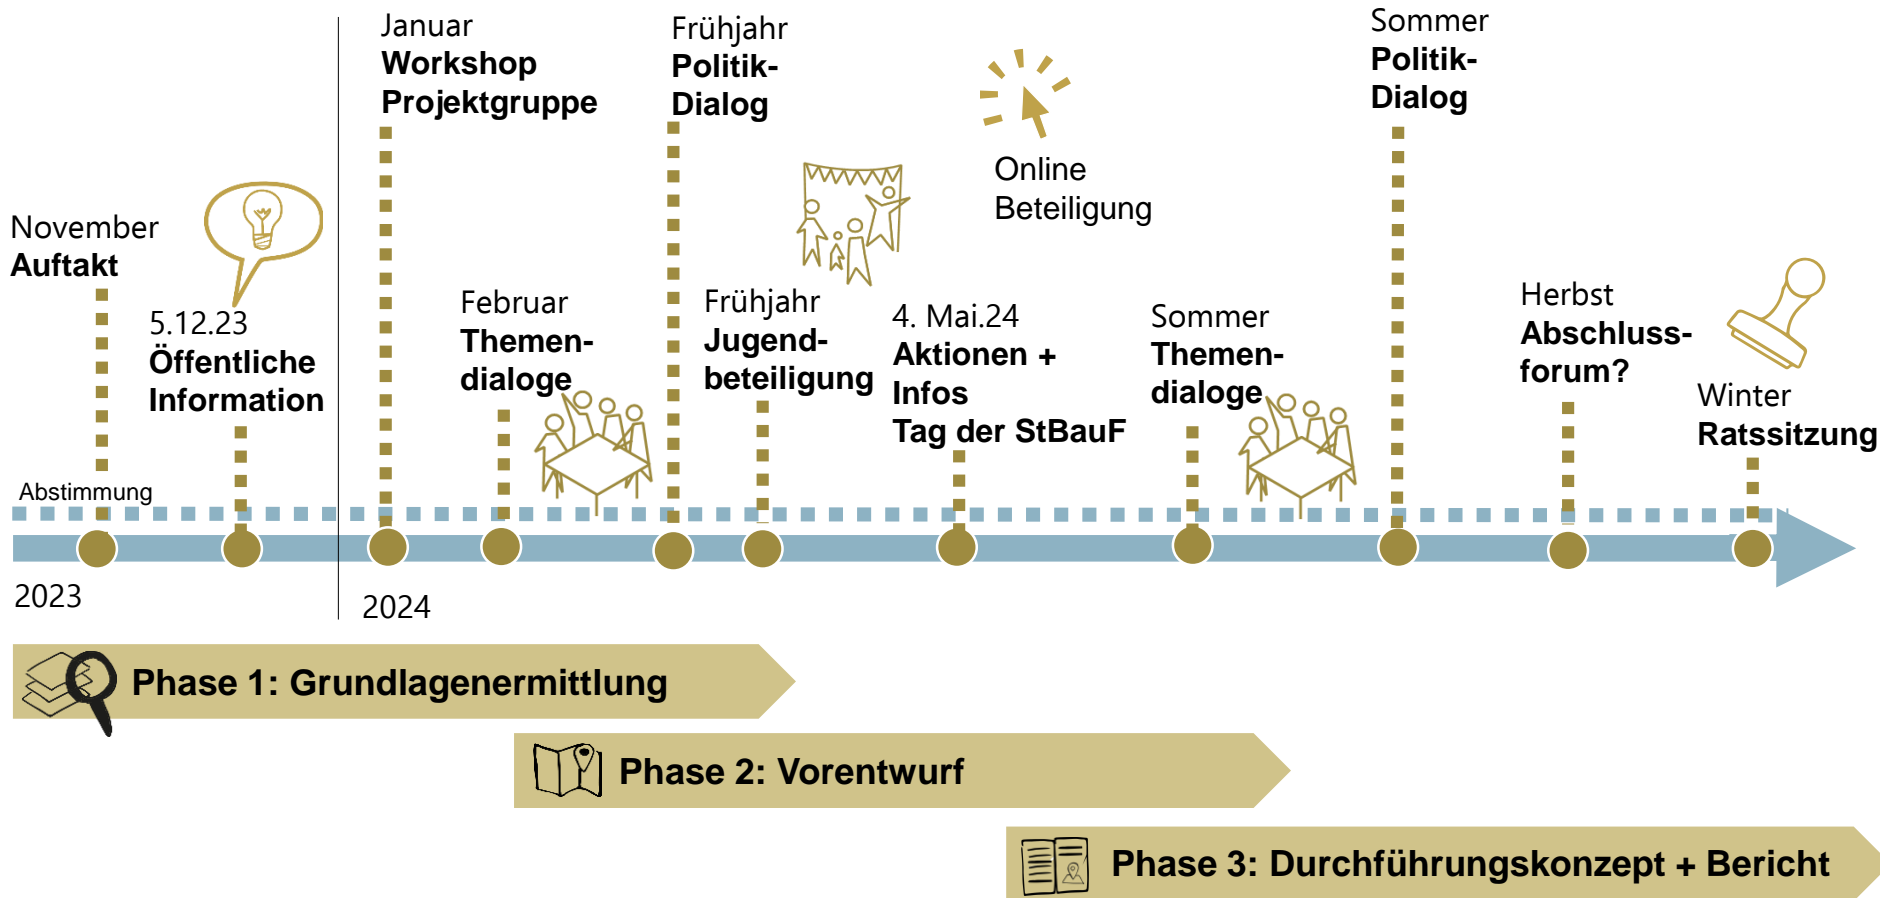 November
Auftakt
5.12.23
Öffentliche
Information
Januar
Workshop
Projektgruppe
Februar
Themen-
dialoge
Frühjahr
Politik-
Dialog
Frühjahr
Jugend-
beteiligung
4. Mai.24
Aktionen +
Infos
Tag der StBauF
Online
Beteiligung
Sommer
Themen-
dialoge
Sommer
Politik-
Dialog
Herbst
Abschluss-
forum?
Winter
Ratssitzung
Abstimmung
2023
2024
Phase 1: Grundlagenermittlung
Phase 2: Vorentwurf
Phase 3: Durchführungskonzept + Bericht